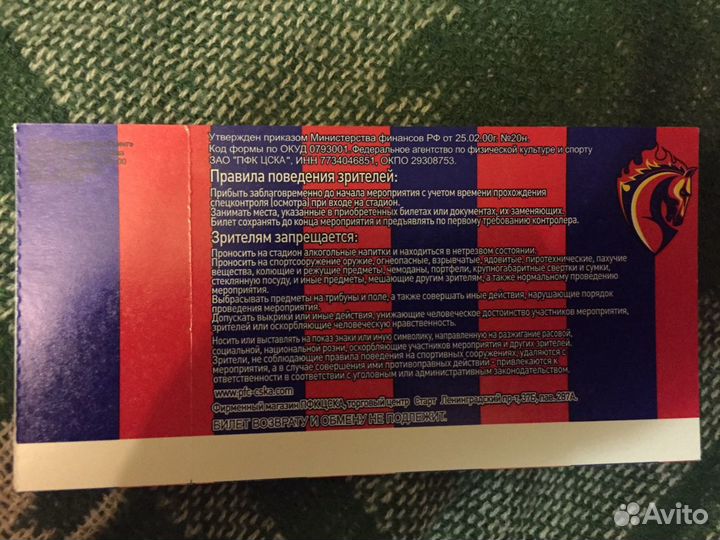 Утвержден приказом Министерства финансов РФ от 25.02.00г. №20н.
Код формы по ОКУД 0793001 Федеральное агентство по физической культуре и спорту
ЗАО "ПФК ЦСКА", ИНН 7734046851, ОКПО 29308753.
Правила поведения зрителей:
Прибыть заблаговременно до начала мероприятия с учетом времени прохождения
спецконтроля (осмотра) при входе на стадион.
Занимать места, указанные в приобретенных билетах или документах, их заменяющих.
Билет сохранять до конца мероприятия и предъявлять по первому требованию контролера.
Зрителям запрещается:
Проносить на стадион алкогольные напитки и находиться в нетрезвом состоянии.
Проносить на спортсооружение оружие, огнеопасные, взрывчатые, ядовитые, пиротехнические, пахучие
вещества, колющие и режущие предметы, чемоданы, портфели, крупногабаритные свертки и сумки,
стеклянную посуду, и иные предметы, мешающие другим зрителям, а также нормальному проведению
мероприятия.
Выбрасывать предметы на трибуны и поле, а также совершать иные действия, нарушающие порядок
проведения мероприятия.
Допускать выкрики или иные действия, унижающие человеческое достоинство участников мероприятия,
зрителей или оскорбляющие человеческую нравственность.
Носить или выставлять на показ знаки или иную символику, направленную на разжигание расовой,
социальной, национальной розни, оскорбляющие участников мероприятия и других зрителей.
Зрители, не соблюдающие правила поведения на спортивных сооружениях, удаляются с
мероприятия, а в случае совершения ими противоправных действий - привлекаются к
ответственности в соответствии с уголовным и административным законодательством.
www.pfc-cska.com
Фирменный магазин ПФК ЦСКА, торговый центр Старт Ленинградский пр-т, 37Б, пав. 297А.
БИЛЕТ ВОЗВРАТУ И ОБМЕНУ НЕ ПОДЛЕЖИТ.
Avito